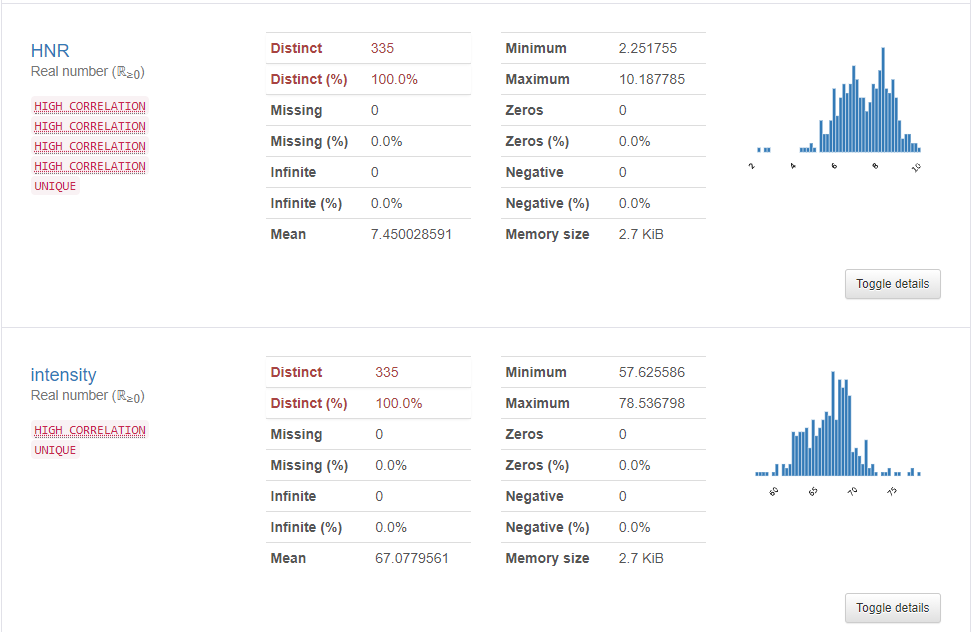 HNR
Real number (ℝ≥0)
HIGH CORRELATION
HIGH CORRELATION
HIGH CORRELATION
HIGH CORRELATION
UNIQUE
Distinct 335
Distinct (%) 100.0%
Missing 0
Missing (%) 0.0%
Infinite 0
Infinite (%) 0.0%
Mean 7.450028591
Minimum 2.251755
Maximum 10.187785
Zeros 0
Zeros (%) 0.0%
Negative 0
Negative (%) 0.0%
Memory size 2.7 KiB
2 4 6 8 10
Toggle details
intensity
Real number (ℝ≥0)
HIGH CORRELATION
UNIQUE
Distinct 335
Distinct (%) 100.0%
Missing 0
Missing (%) 0.0%
Infinite 0
Infinite (%) 0.0%
Mean 67.0779561
Minimum 57.625586
Maximum 78.536798
Zeros 0
Zeros (%) 0.0%
Negative 0
Negative (%) 0.0%
Memory size 2.7 KiB
60 65 70 75
Toggle details